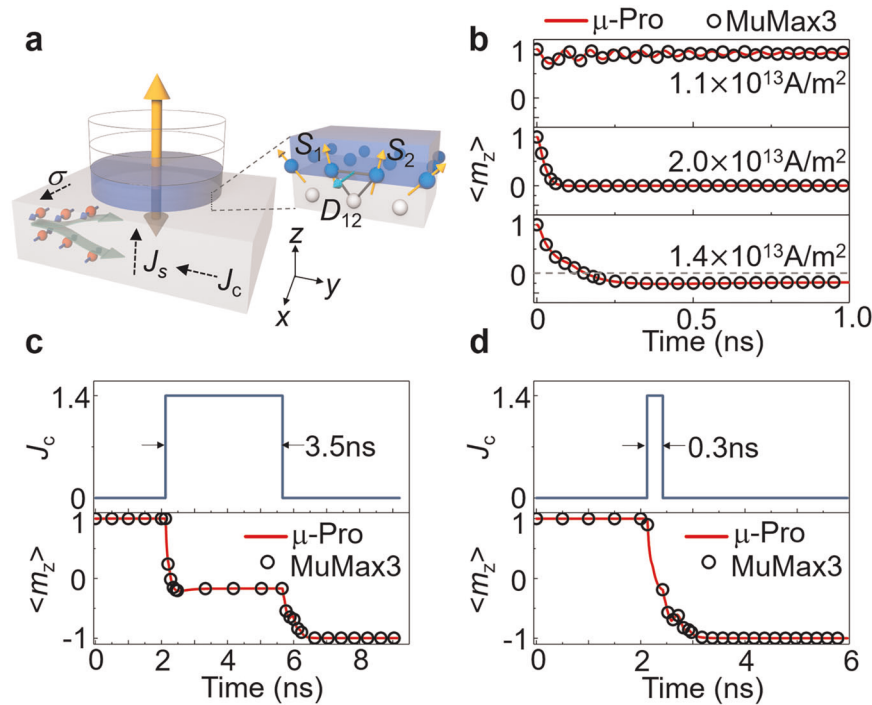 a
σ
S1
S2
D12
Js
Jc
z
y
x
b
μ-Pro
MuMax3
1
0
1.1×10^13A/m^2
<mz>
1
0
2.0×10^13A/m^2
1
0
1.4×10^13A/m^2
0
0.5
1.0
Time (ns)
c
Jc
1.4
0
3.5ns
<mz>
1
0
-1
μ-Pro
MuMax3
0
2
4
6
8
Time (ns)
d
Jc
1.4
0
0.3ns
<mz>
1
0
-1
μ-Pro
MuMax3
0
2
4
6
Time (ns)